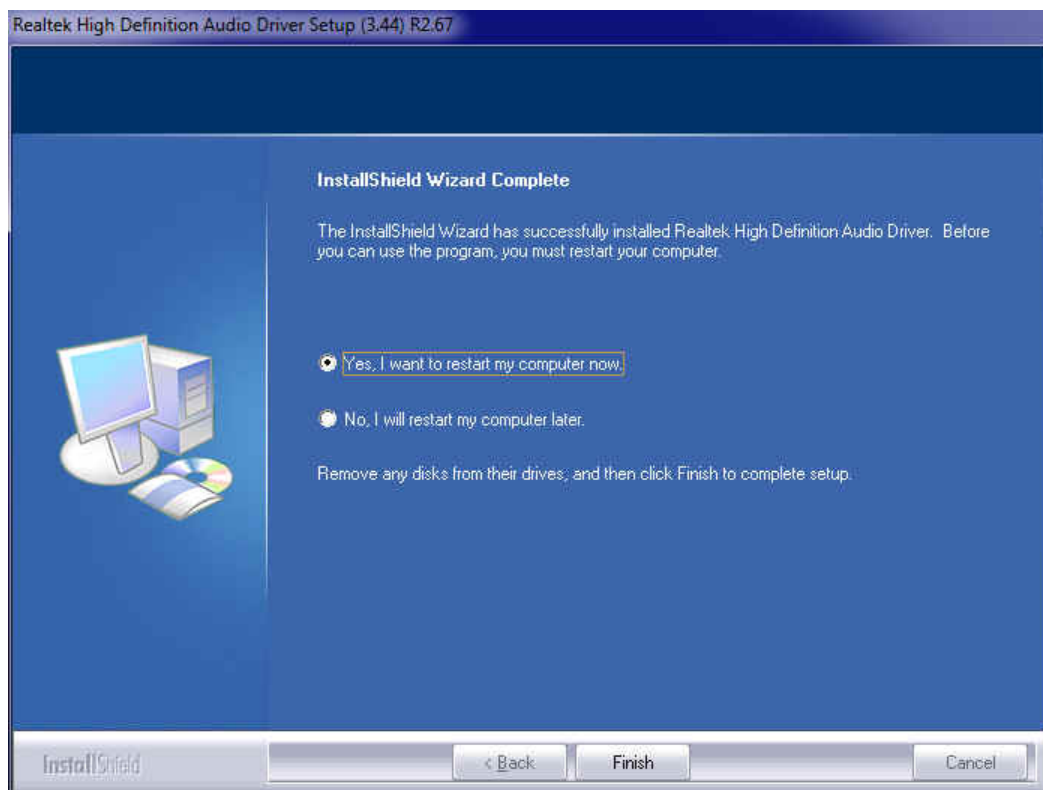 Realtek High Definition Audio Driver Setup (3.44) R2.67
InstallShield Wizard Complete
The InstallShield Wizard has successfully installed Realtek High Definition Audio Driver. Before
you can use the program, you must restart your computer.
Yes, I want to restart my computer now.
No, I will restart my computer later.
Remove any disks from their drives, and then click Finish to complete setup.
InstallShield
< Back
Finish
Cancel